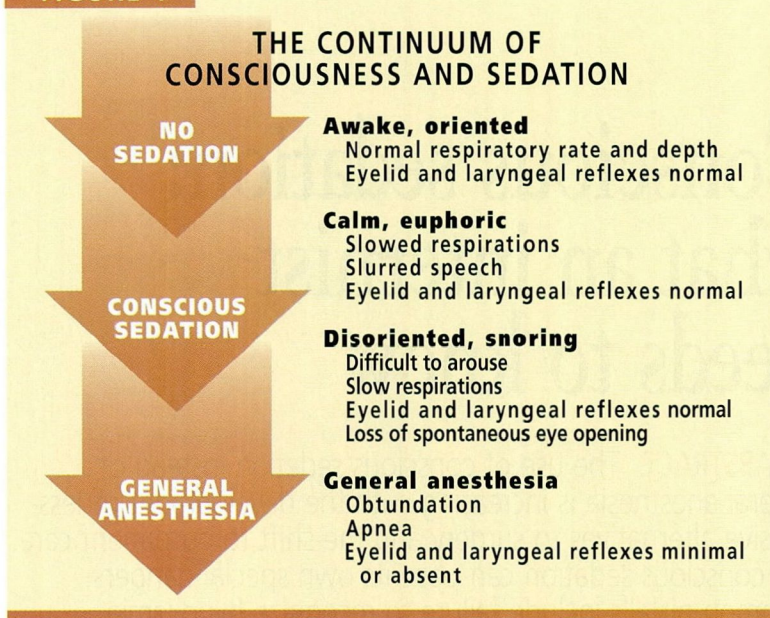 THE CONTINUUM OF
CONSCIOUSNESS AND SEDATION
NO
SEDATION
Awake, oriented
Normal respiratory rate and depth
Eyelid and laryngeal reflexes normal
Calm, euphoric
Slowed respirations
Slurred speech
Eyelid and laryngeal reflexes normal
CONSCIOUS
SEDATION
Disoriented, snoring
Difficult to arouse
Slow respirations
Eyelid and laryngeal reflexes normal
Loss of spontaneous eye opening
GENERAL
ANESTHESIA
General anesthesia
Obtundation
Apnea
Eyelid and laryngeal reflexes minimal
or absent